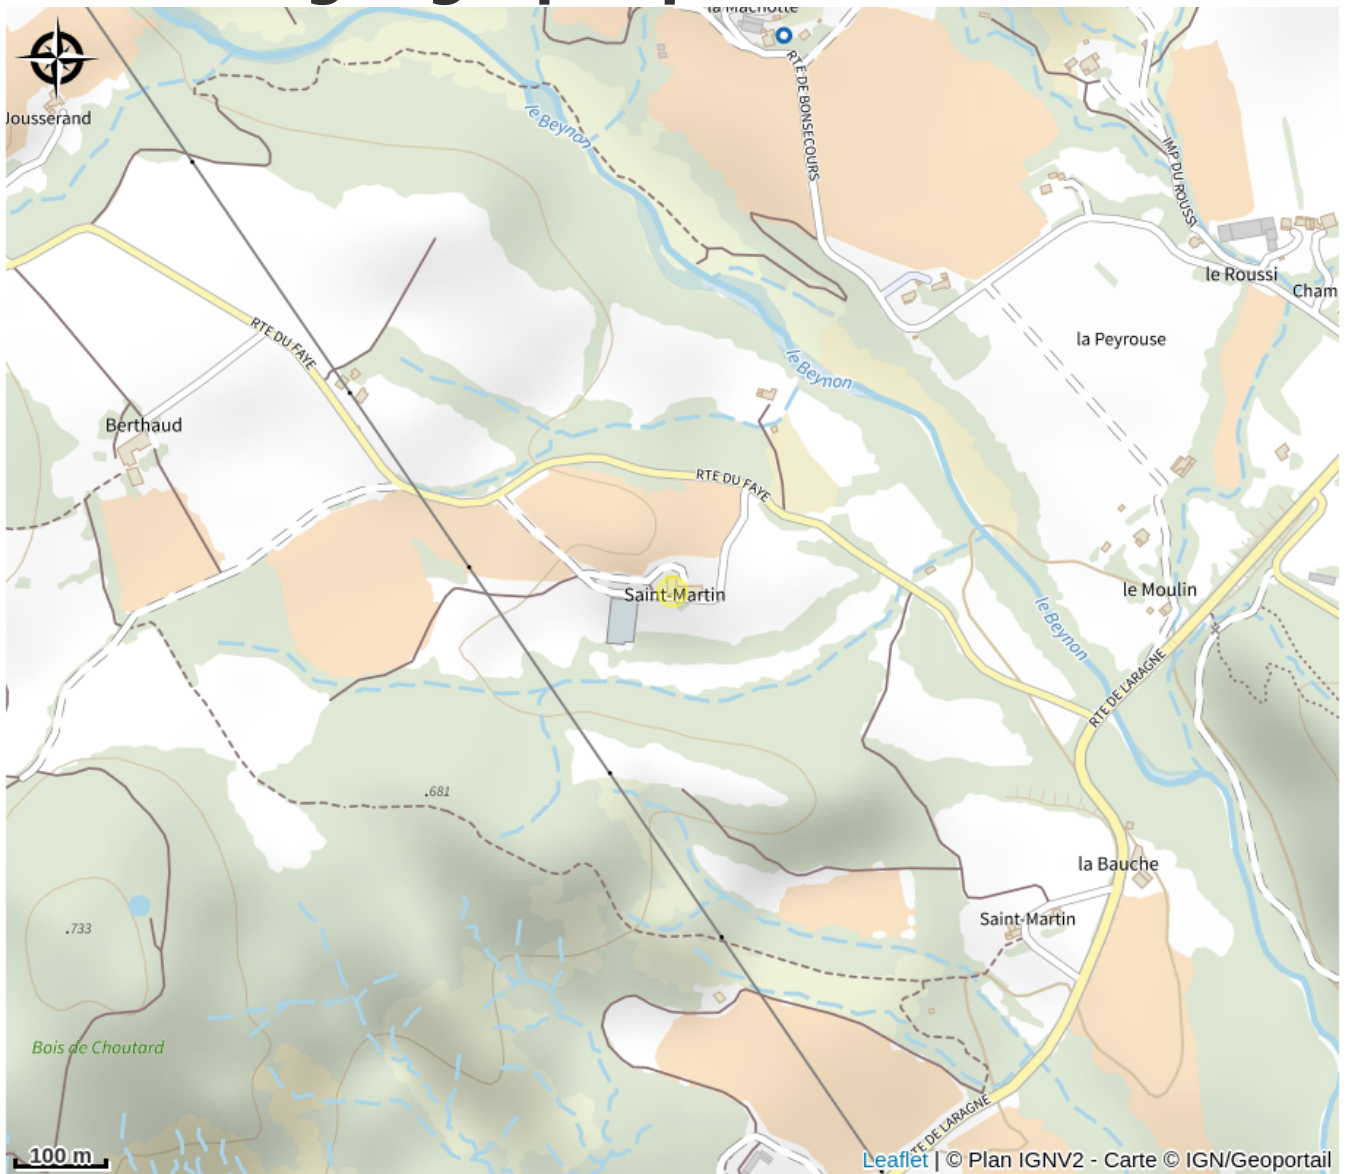 la Machotte
Jousserand
le Beynon
RTE DE BONSECOURS
IMP DU ROUSSI
le Roussi
Cham
RTE DU FAYE
la Peyrouse
le Beynon
Berthaud
RTE DU FAYE
Saint-Martin
le Moulin
le Beynon
RTE DE LARAGNE
.681
la Bauche
.733
Saint-Martin
Bois de Choutard
TE DE LARAGNE
100 m
Leaflet | © Plan IGNV2 - Carte © IGN/Geoportail